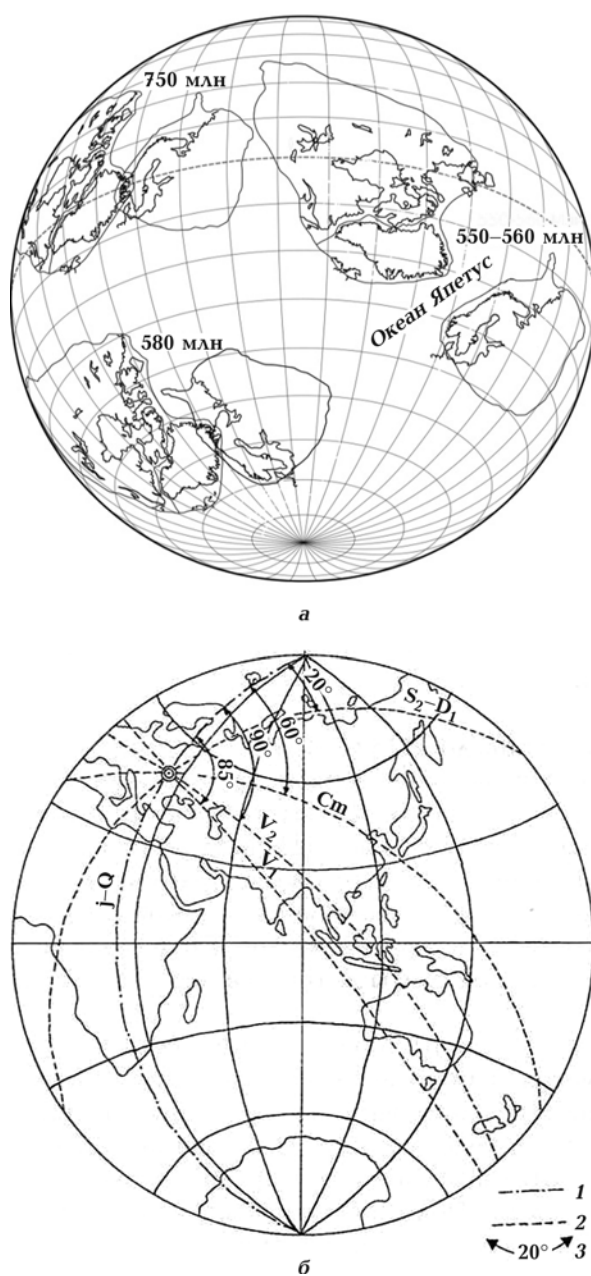 750 млн
550–560 млн
Океан Япетус
580 млн
а
20°
S₂–D₁
60°
90°
85°
Cm
V₂
V₁
j–Q
1
2
20° 3
б